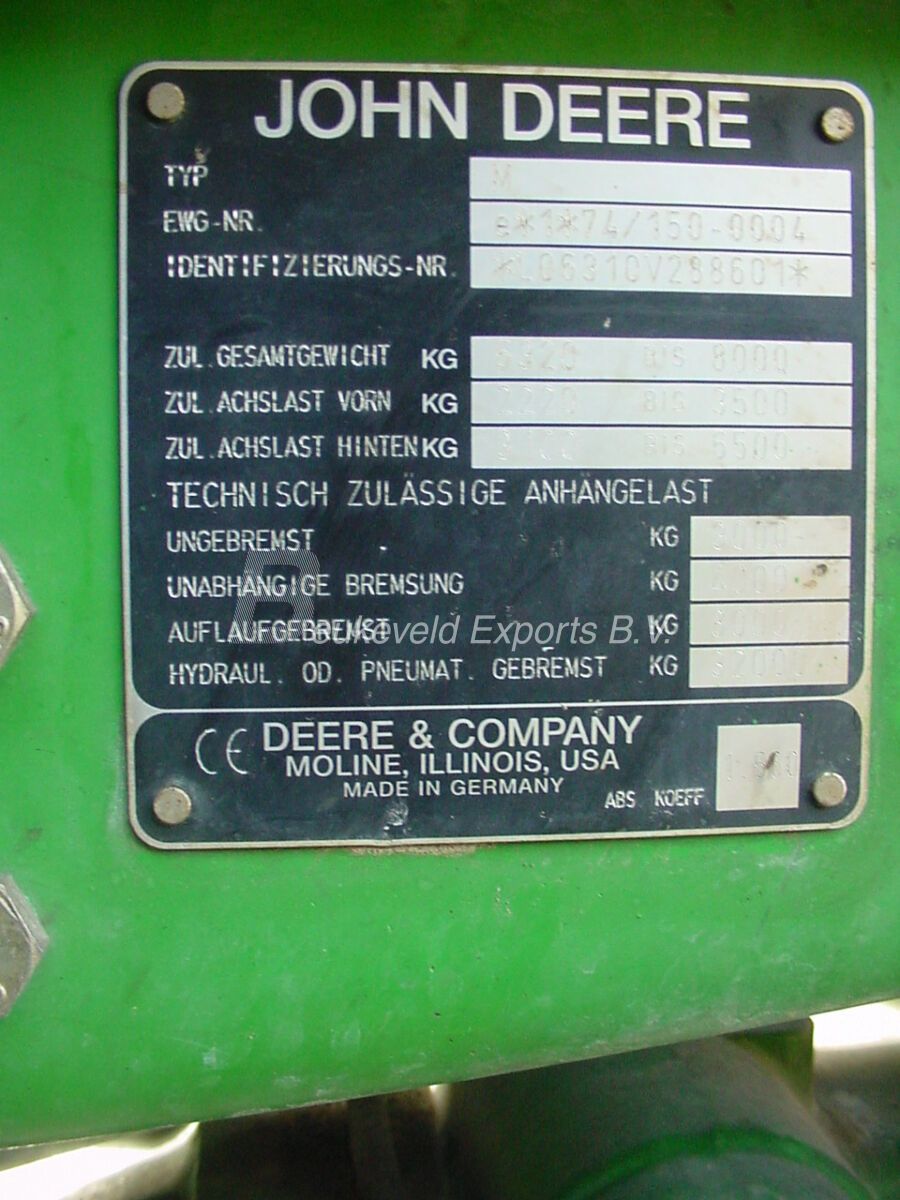 JOHN DEERE
TYP M
EWG-NR. e*1*74/150-0004
IDENTIFIZIERUNGS-NR. *L06310V288601*
ZUL.GESAMTGEWICHT KG BIS 8000
ZUL.ACHSLAST VORN KG 2220 BIS 3500
ZUL.ACHSLAST HINTEN KG BIS 6500
TECHNISCH ZULÄSSIGE ANHÄNGELAST
UNGEBREMST KG
UNABHÄNGIGE BREMSUNG KG
AUFLAUFGEBREMST KG
Exports B.V.
HYDRAUL. OD. PNEUMAT. GEBREMST KG 32000
CE DEERE & COMPANY
MOLINE, ILLINOIS, USA
MADE IN GERMANY
ABS KOEFF.